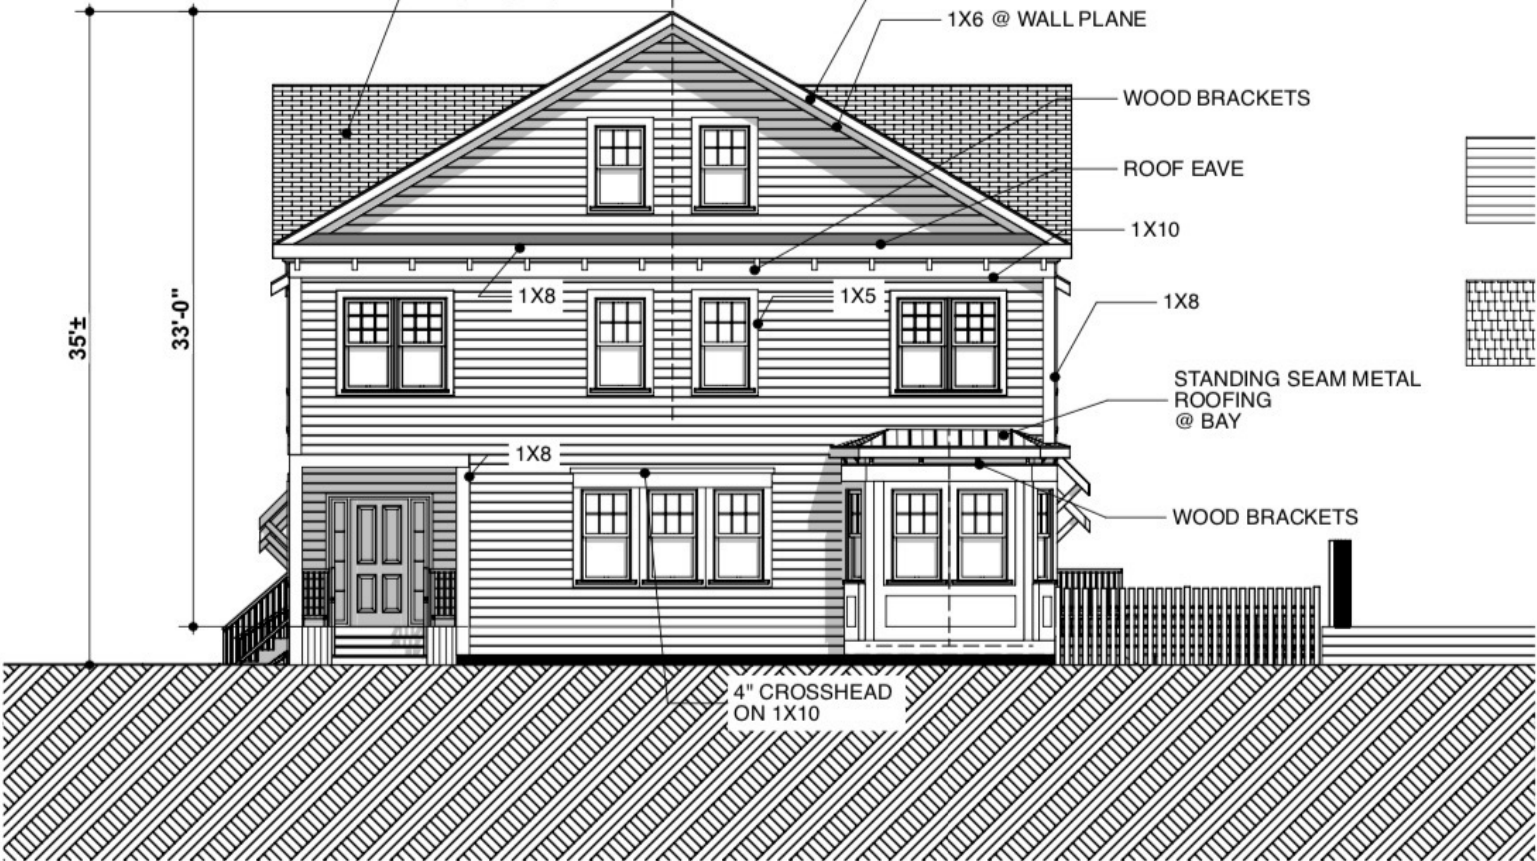 1X6 @ WALL PLANE
WOOD BRACKETS
ROOF EAVE
1X10
1X8
1X5
1X8
35'±
33'-0"
STANDING SEAM METAL
ROOFING
@ BAY
1X8
WOOD BRACKETS
4" CROSSHEAD
ON 1X10